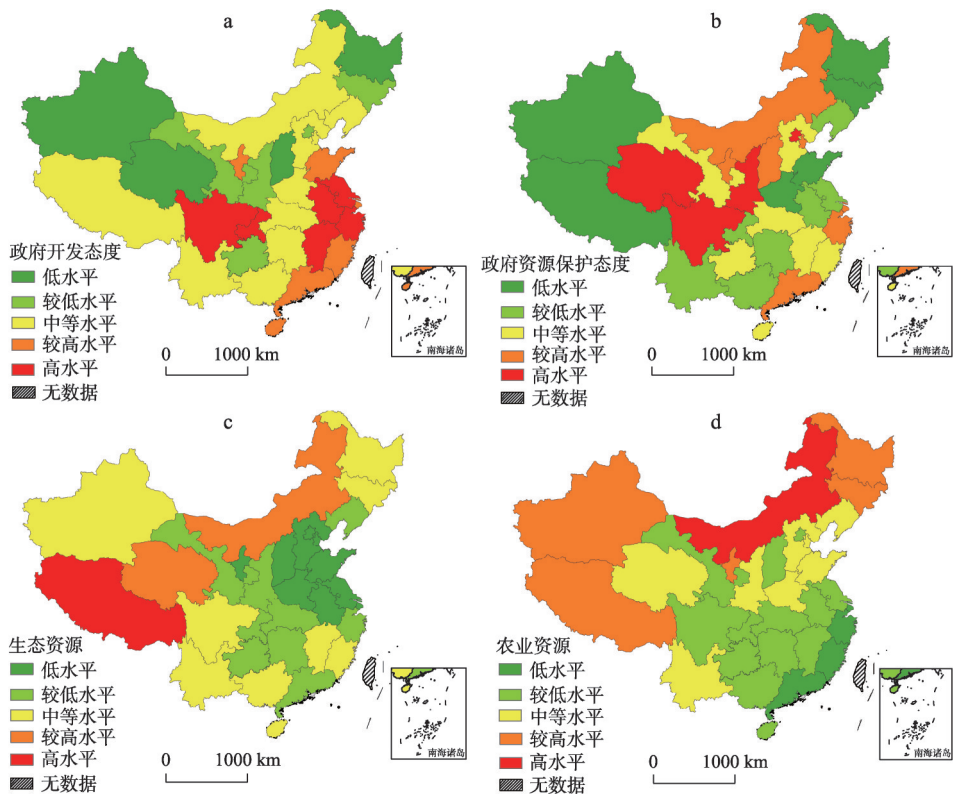 a
政府开发态度
低水平
较低水平
中等水平
较高水平
高水平
无数据
0 1000 km
南海诸岛
b
政府资源保护态度
低水平
较低水平
中等水平
较高水平
高水平
无数据
0 1000 km
南海诸岛
c
生态资源
低水平
较低水平
中等水平
较高水平
高水平
无数据
0 1000 km
南海诸岛
d
农业资源
低水平
较低水平
中等水平
较高水平
高水平
无数据
0 1000 km
南海诸岛